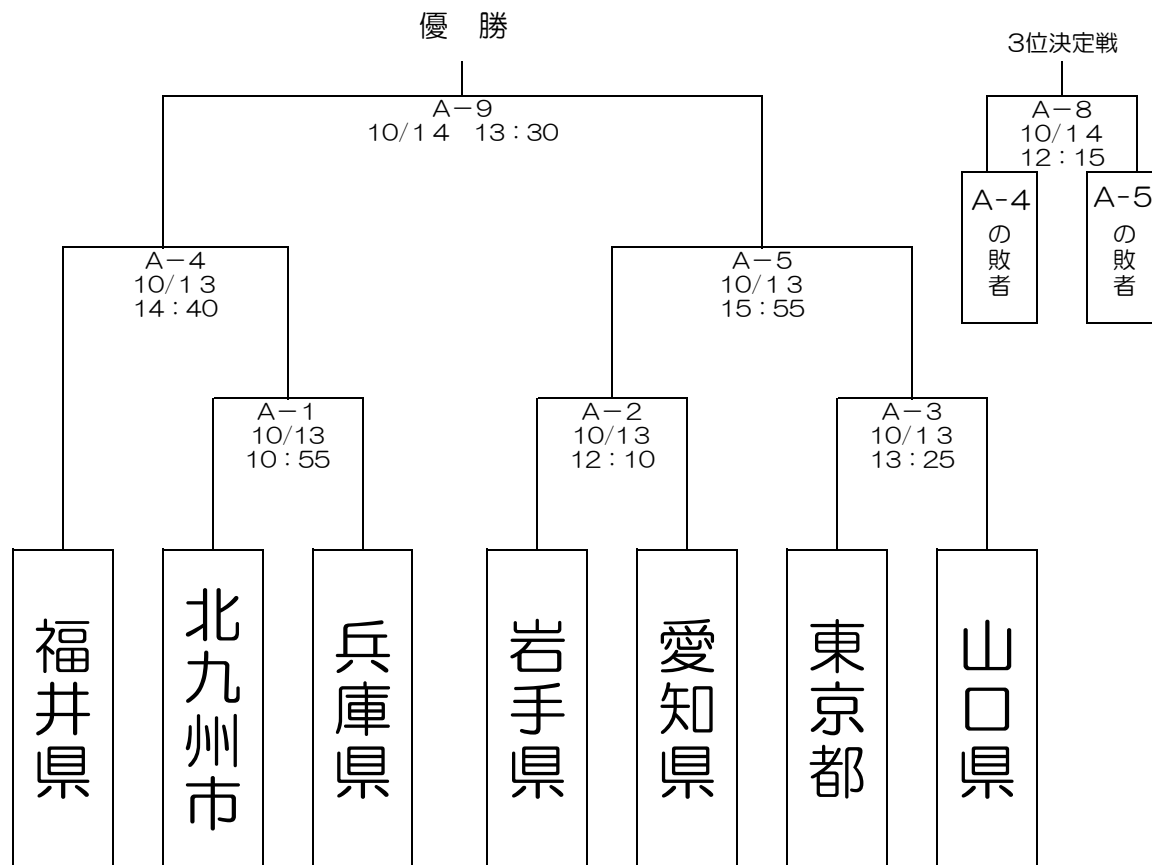 優　勝
3位決定戦
A－9
10/14　13：30
A－8
10/14
12：15
A-4の敗者
A-5の敗者
A－4
10/13
14：40
A－5
10/13
15：55
A－1
10/13
10：55
A－2
10/13
12：10
A－3
10/13
13：25
福井県
北九州市
兵庫県
岩手県
愛知県
東京都
山口県